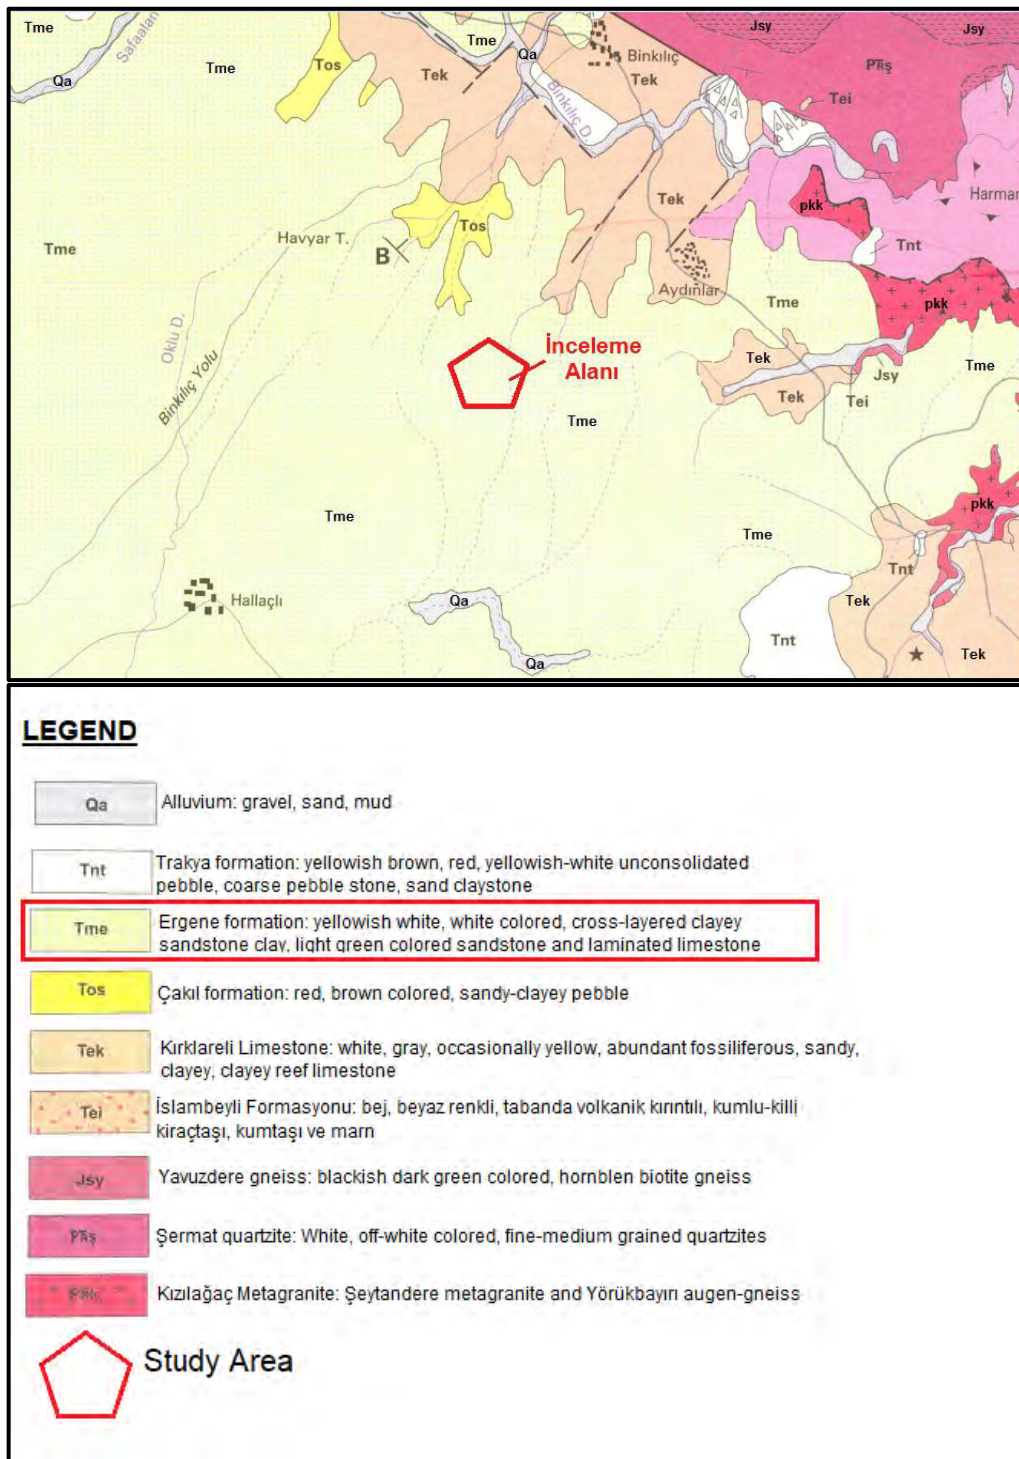 Tme
Safaalan
Tme
Qa
Tme
Tos
Tek
Qa
Binkılıç
Tek
Binkılıç D.
Jsy
Jsy
Tei
Tme
Havyar T.
B
Tos
Tek
pkk
Harman
Tnt
Aydınlar
Tme
pkk
Oklu D.
Binkılıç Yolu
İnceleme
Alanı
Tek
Tek
Jsy
Tei
Tme
Tme
Tme
Tme
pkk
Hallaçlı
Qa
Qa
Tnt
Tek
Tnt
Tek
LEGEND
Qa
Alluvium: gravel, sand, mud
Tnt
Trakya formation: yellowish brown, red, yellowish-white unconsolidated
pebble, coarse pebble stone, sand claystone
Tme
Ergene formation: yellowish white, white colored, cross-layered clayey
sandstone clay, light green colored sandstone and laminated limestone
Tos
Çakıl formation: red, brown colored, sandy-clayey pebble
Tek
Kırklareli Limestone: white, gray, occasionally yellow, abundant fossiliferous, sandy,
clayey, clayey reef limestone
Tei
İslambeyli Formasyonu: bej, beyaz renkli, tabanda volkanik kırıntılı, kumlu-killi
kiraçtaşı, kumtaşı ve marn
Jsy
Yavuzdere gneiss: blackish dark green colored, hornblen biotite gneiss
Şermat quartzite: White, off-white colored, fine-medium grained quartzites
Kızılağaç Metagranite: Şeytandere metagranite and Yörükbayırı augen-gneiss
Study Area